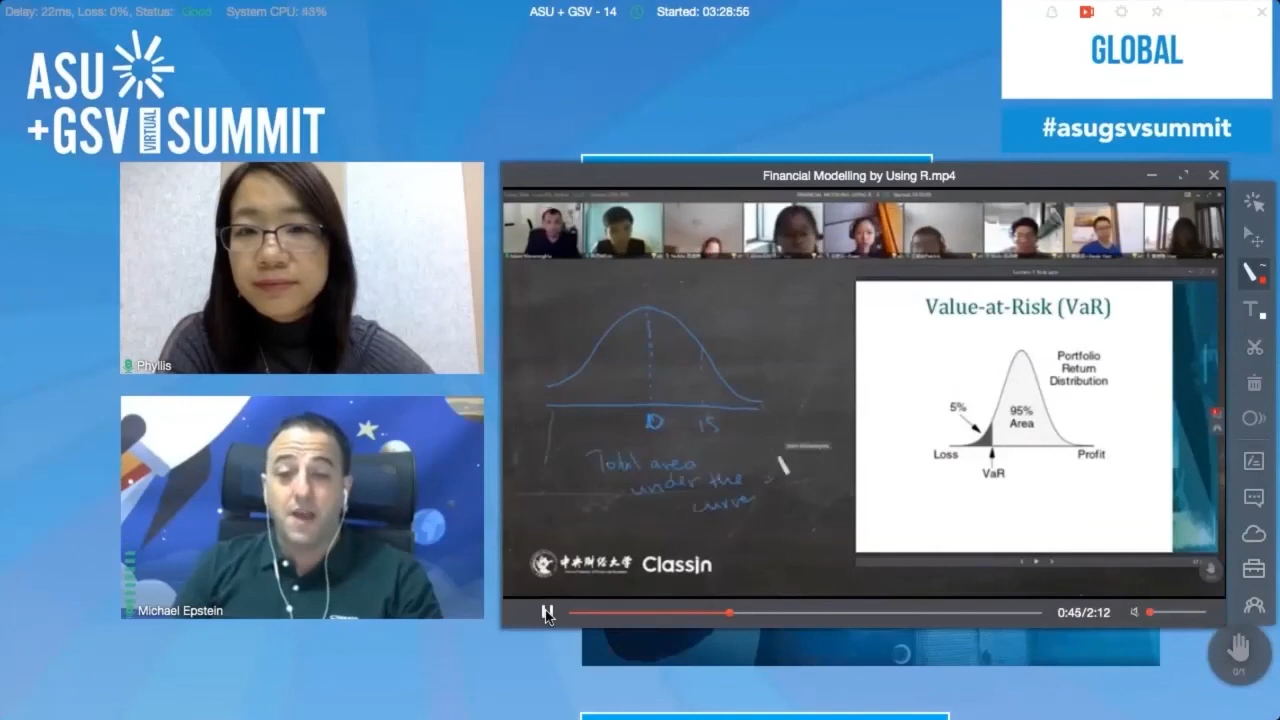 Delay: 22ms, Loss: 0%, Status: Good System CPU: #3%
ASU + GSV - 14
Started: 03:28:56
ASU
+GSV VIRTUAL SUMMIT
GLOBAL
#asugsvsummit
Phyllis
Michael Epstein
Financial Modelling by Using R.mp4
10
15
Total area
under the
curve =
中央财经大学 ClassIn
Value-at-Risk (VaR)
Portfolio
Return
Distribution
5%
95%
Area
Loss
Profit
VaR
0:45/2:12
0/1